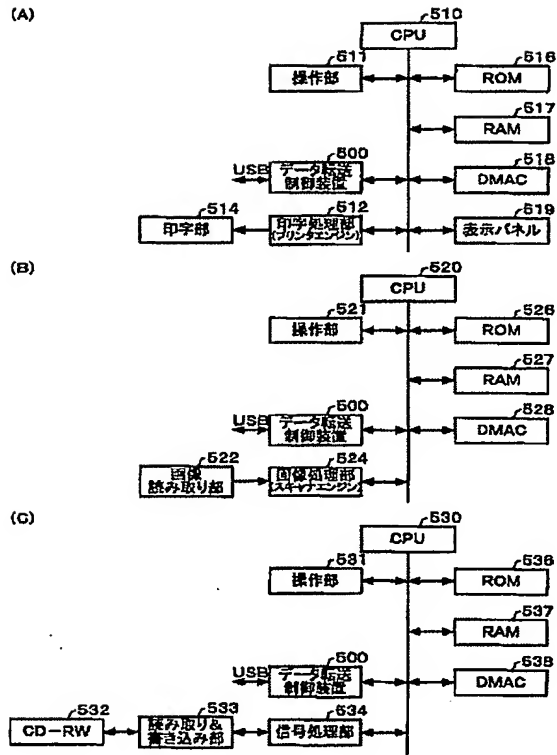 (A)
510
CPU
511
操作部
516
ROM
517
RAM
USB
500
データ転送
制御装置
518
DMAC
514
印字部
512
印字処理部
(プリンタエンジン)
519
表示パネル
(B)
520
CPU
521
操作部
526
ROM
527
RAM
USB
500
データ転送
制御装置
528
DMAC
522
画像
読み取り部
524
画像処理部
(スキャナエンジン)
(C)
530
CPU
531
操作部
536
ROM
537
RAM
USB
500
データ転送
制御装置
538
DMAC
532
CD-RW
533
読み取り&
書き込み部
534
信号処理部